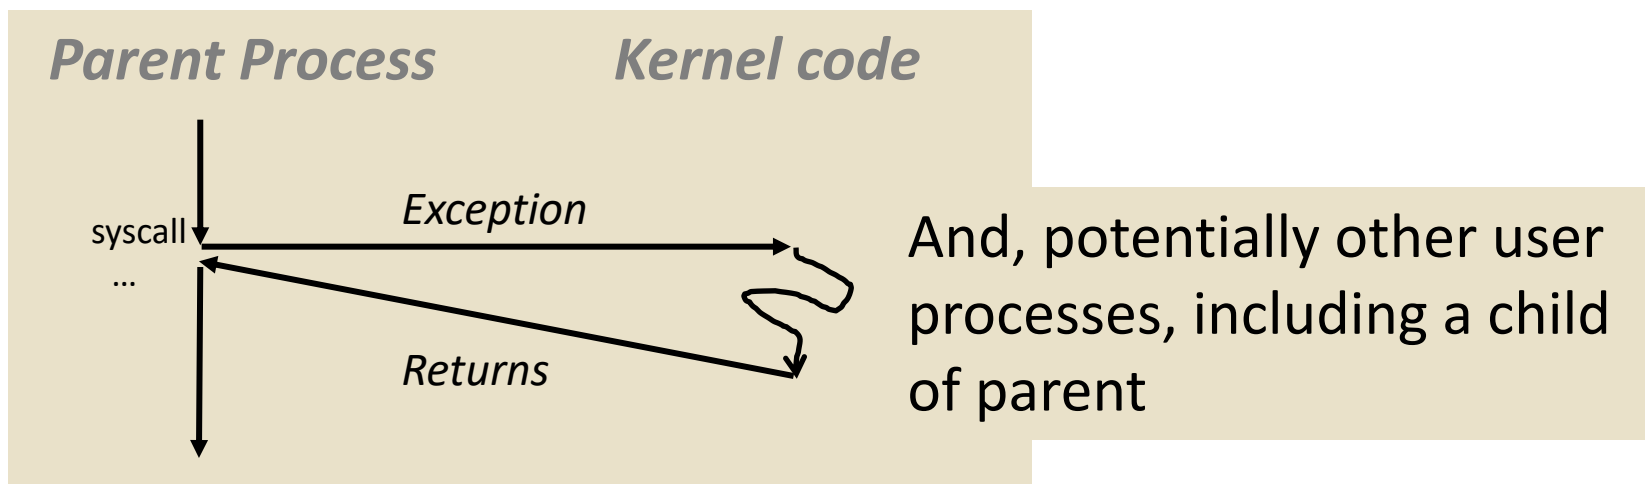 Parent Process
Kernel code
Exception
syscall
...
Returns
And, potentially other user
processes, including a child
of parent